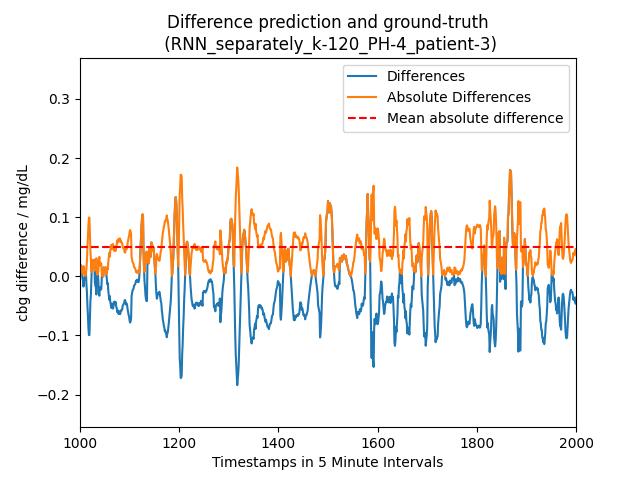 Difference prediction and ground-truth
(RNN_separately_k-120_PH-4_patient-3)
Differences
Absolute Differences
Mean absolute difference
cbg difference / mg/dL
0.3
0.2
0.1
0.0
−0.1
−0.2
1000 1200 1400 1600 1800 2000
Timestamps in 5 Minute Intervals